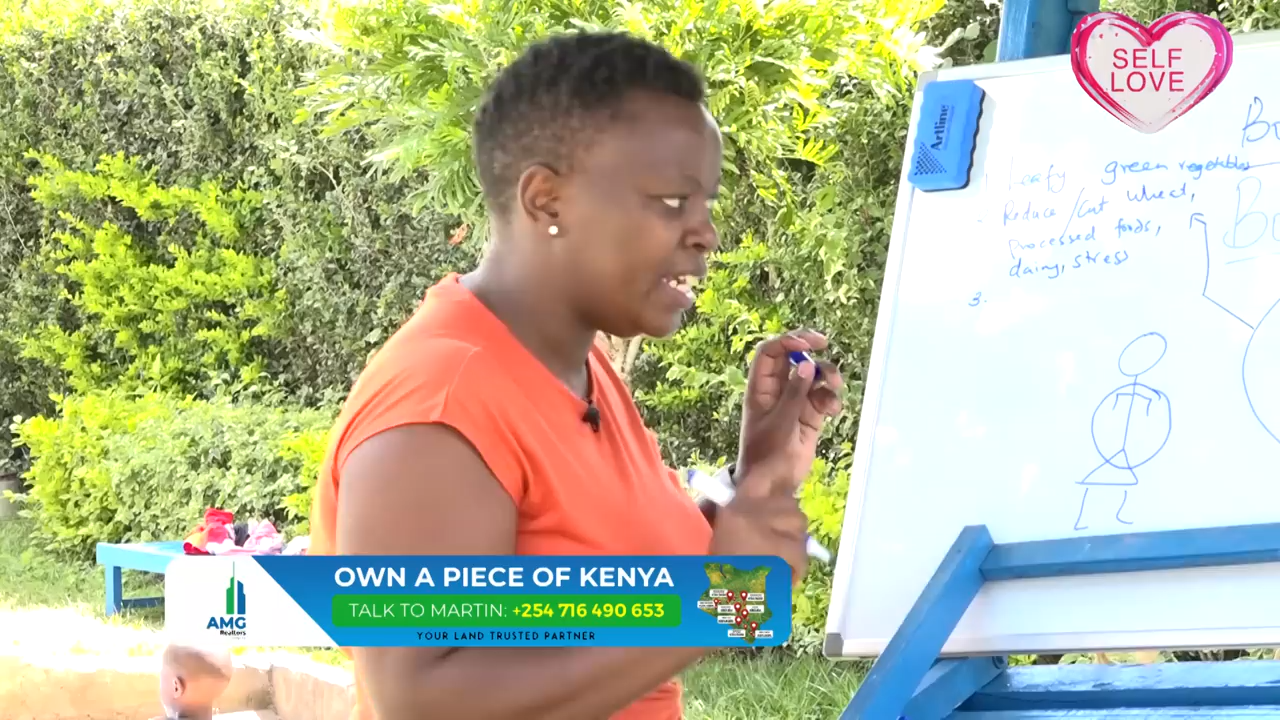 SELF
LOVE
Artline
Leafy green vegetables
Reduce/Cut wheat,
Processed foods,
dairy, stress
3.
OWN A PIECE OF KENYA
TALK TO MARTIN: +254 716 490 653
YOUR LAND TRUSTED PARTNER
AMG
Realtors